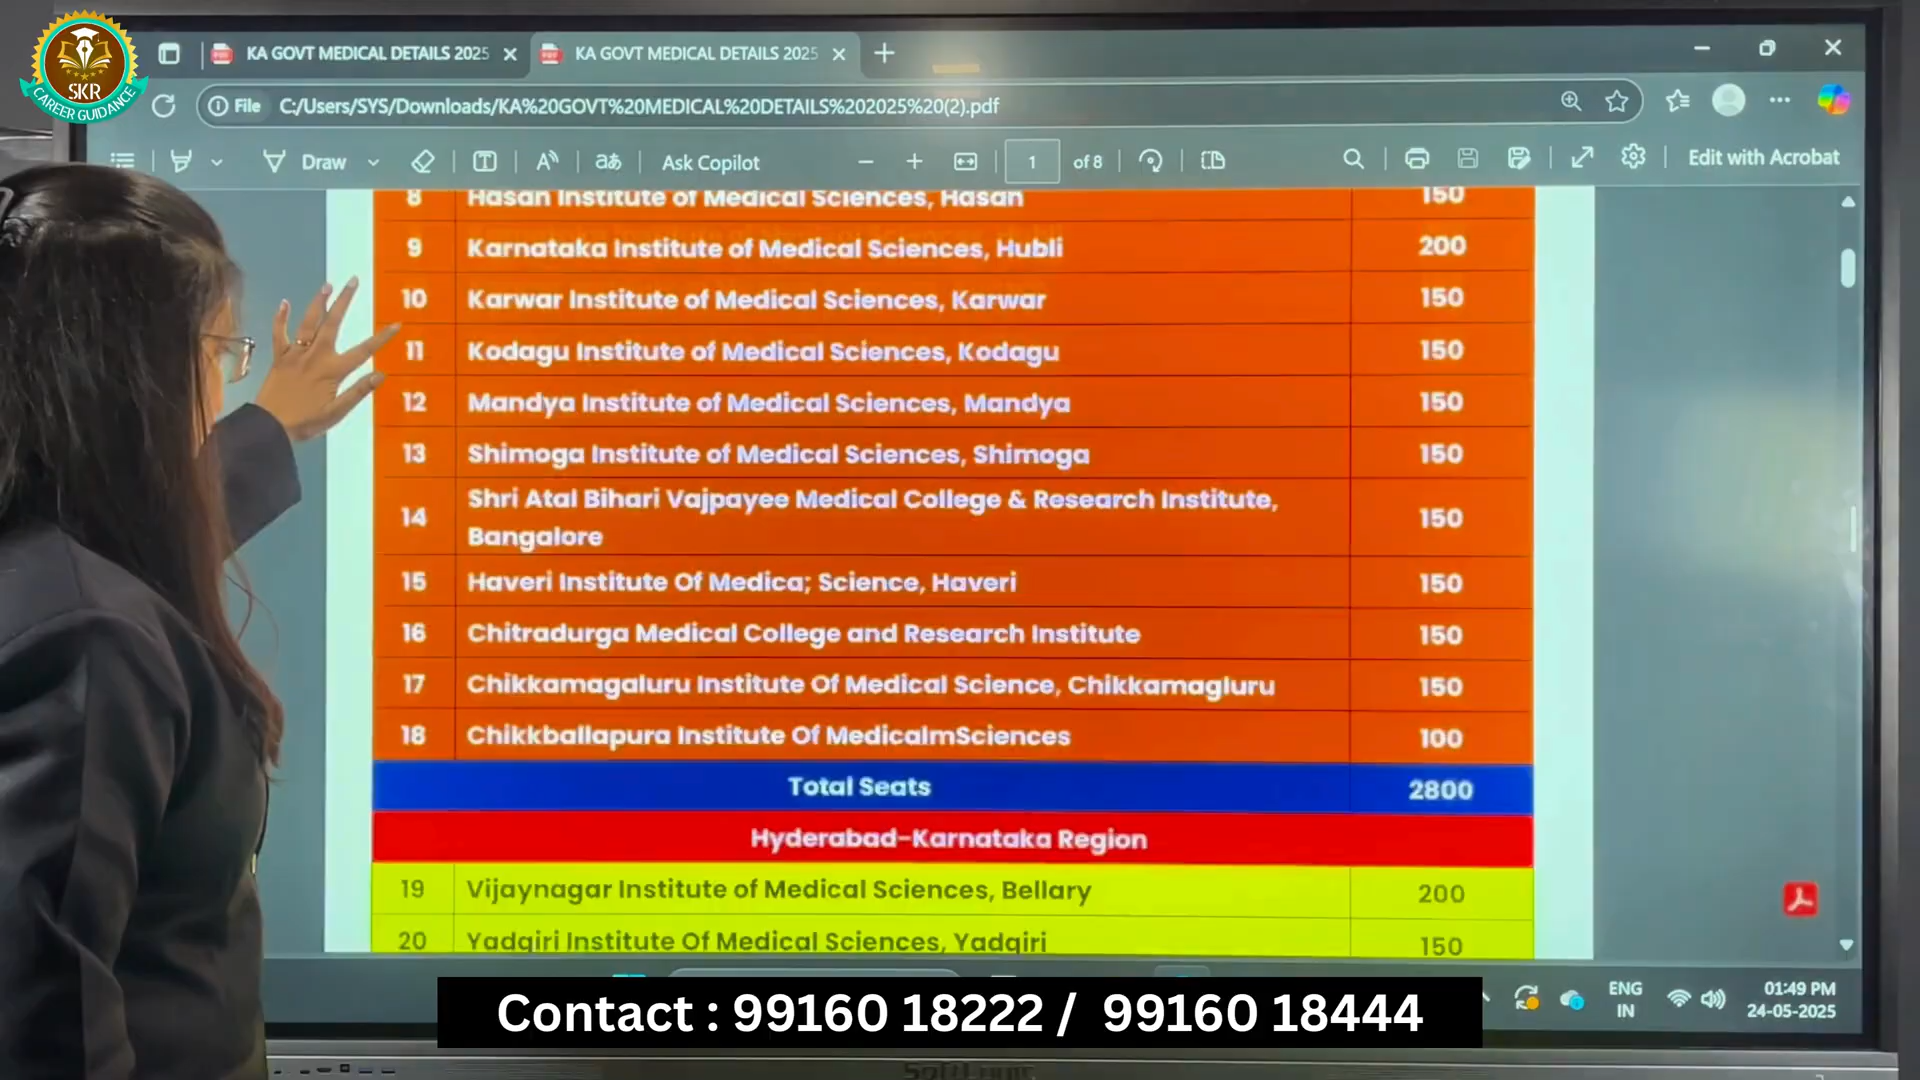 SKR
CAREER GUIDANCE
KA GOVT MEDICAL DETAILS 2025
KA GOVT MEDICAL DETAILS 2025
File C:/Users/SYS/Downloads/KA%20GOVT%20MEDICAL%20DETAILS%202025%20(2).pdf
Draw Ask Copilot 1 of 8 Edit with Acrobat
8 Hasan Institute of Medical Sciences, Hasan 150
9 Karnataka Institute of Medical Sciences, Hubli 200
10 Karwar Institute of Medical Sciences, Karwar 150
11 Kodagu Institute of Medical Sciences, Kodagu 150
12 Mandya Institute of Medical Sciences, Mandya 150
13 Shimoga Institute of Medical Sciences, Shimoga 150
14 Shri Atal Bihari Vajpayee Medical College & Research Institute, 150
Bangalore
15 Haveri Institute Of Medica; Science, Haveri 150
16 Chitradurga Medical College and Research Institute 150
17 Chikkamagaluru Institute Of Medical Science, Chikkamagluru 150
18 Chikkballapura Institute Of MedicalmSciences 100
Total Seats 2800
Hyderabad-Karnataka Region
19 Vijaynagar Institute of Medical Sciences, Bellary 200
20 Yadgiri Institute Of Medical Sciences, Yadgiri 150
ENG 01:49 PM
IN 24-05-2025
Contact : 99160 18222 / 99160 18444